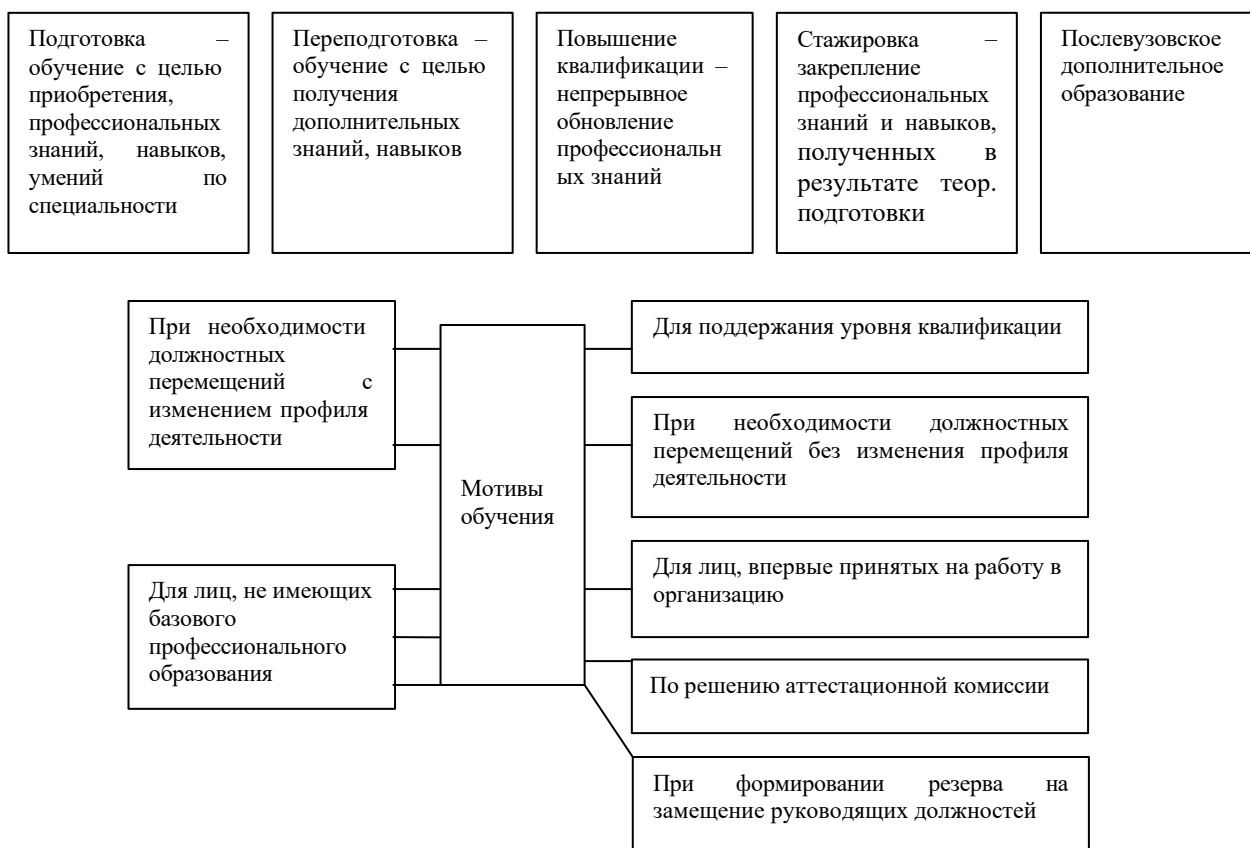 Подготовка –
обучение с целью
приобретения,
профессиональных
знаний, навыков,
умений по
специальности
Переподготовка –
обучение с целью
получения
дополнительных
знаний, навыков
Повышение
квалификации –
непрерывное
обновление
профессиональн
ых знаний
Стажировка –
закрепление
профессиональных
знаний и навыков,
полученных в
результате теор.
подготовки
Послевузовское
дополнительное
образование
При необходимости
должностных
перемещений с
изменением профиля
деятельности
Для лиц, не имеющих
базового
профессионального
образования
Мотивы
обучения
Для поддержания уровня квалификации
При необходимости должностных
перемещений без изменения профиля
деятельности
Для лиц, впервые принятых на работу в
организацию
По решению аттестационной комиссии
При формировании резерва на
замещение руководящих должностей